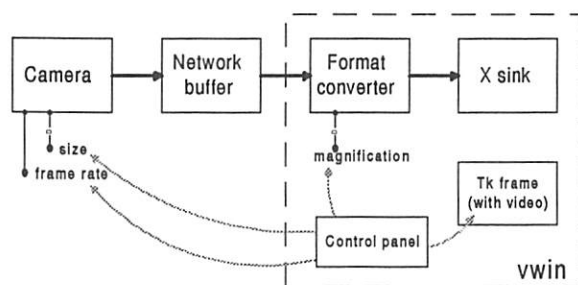 Camera
Network
buffer
Format
converter
X sink
size
frame rate
magnification
Tk frame
(with video)
Control panel
vwin